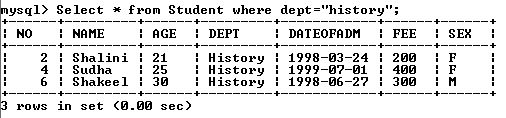 mysql> Select * from Student where dept="history";
+------+---------+------+---------+------------+------+------+
| NO | NAME | AGE | DEPT | DATEOFADM | FEE | SEX |
+------+---------+------+---------+------------+------+------+
| 2 | Shalini | 21 | History | 1998-03-24 | 200 | F |
| 4 | Sudha | 25 | History | 1999-07-01 | 400 | F |
| 6 | Shakeel | 30 | History | 1998-06-27 | 300 | M |
+------+---------+------+---------+------------+------+------+
3 rows in set (0.00 sec)